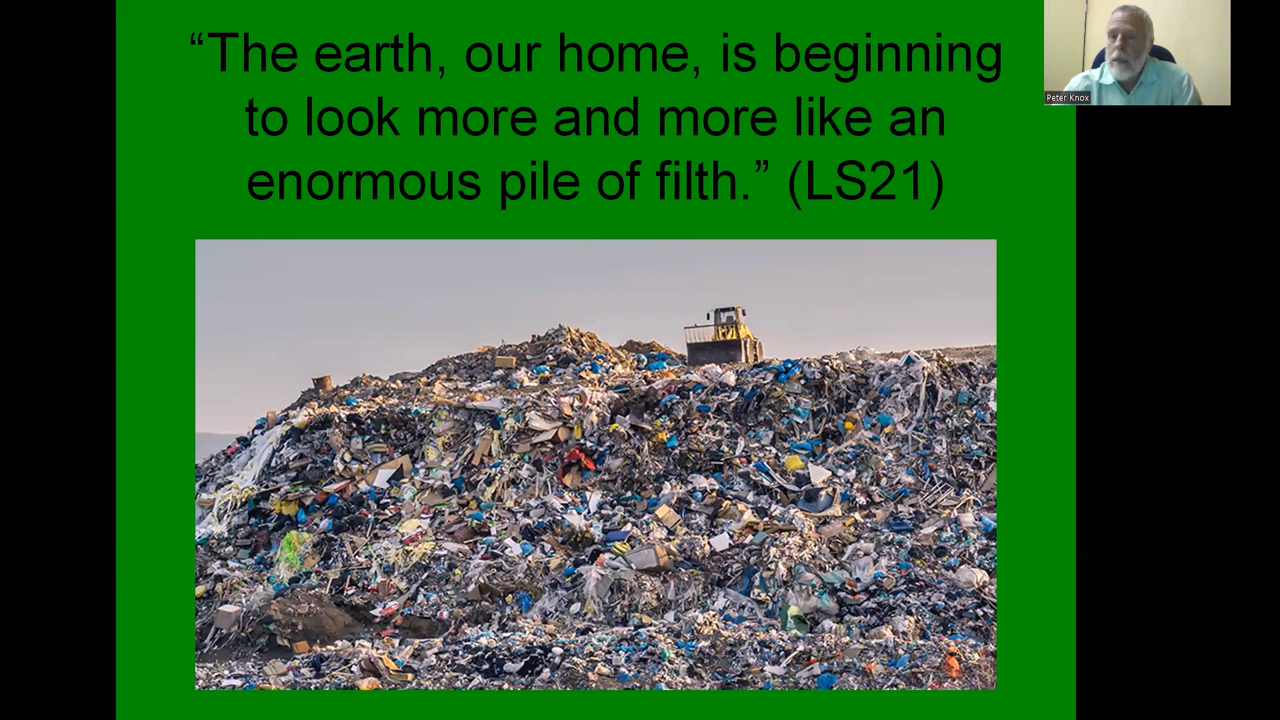 “The earth, our home, is beginning
to look more and more like an
enormous pile of filth.” (LS21)
Peter Knox